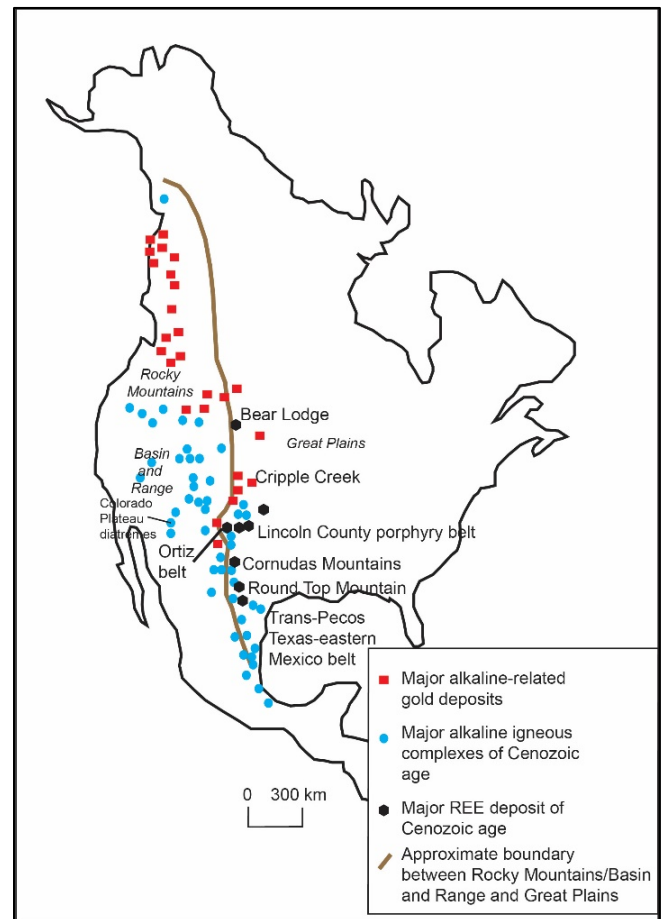 Rocky
Mountains
Bear Lodge
Great Plains
Basin
and
Range
Cripple Creek
Colorado
Plateau
diatremes
Lincoln County porphyry belt
Ortiz
belt
Cornudas Mountains
Round Top Mountain
Trans-Pecos
Texas-eastern
Mexico belt
Major alkaline-related
gold deposits
Major alkaline igneous
complexes of Cenozoic
age
0 300 km
Major REE deposit of
Cenozoic age
Approximate boundary
between Rocky Mountains/Basin
and Range and Great Plains